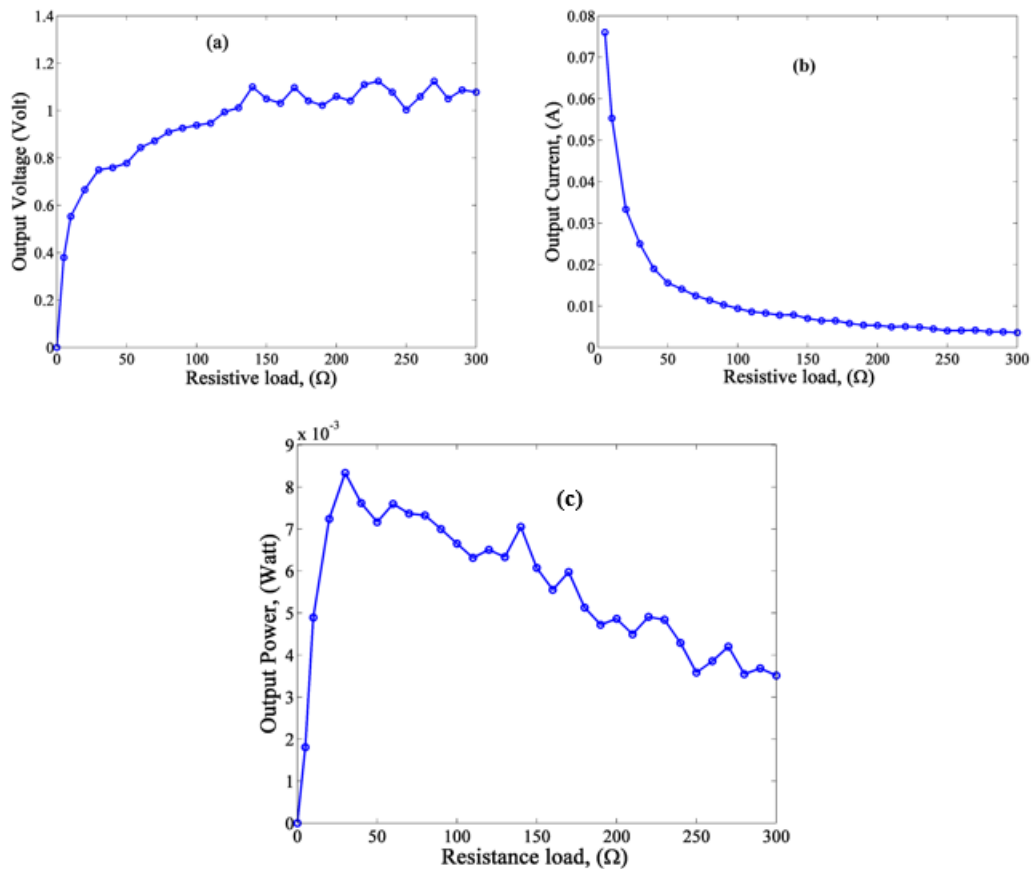 (a)
Output Voltage (Volt)
1.4
1.2
1
0.8
0.6
0.4
0.2
0
0 50 100 150 200 250 300
Resistive load, (Ω)
(b)
Output Current, (A)
0.08
0.07
0.06
0.05
0.04
0.03
0.02
0.01
0
0 50 100 150 200 250 300
Resistive load, (Ω)
(c)
x 10⁻³
Output Power, (Watt)
9
8
7
6
5
4
3
2
1
0
0 50 100 150 200 250 300
Resistance load, (Ω)